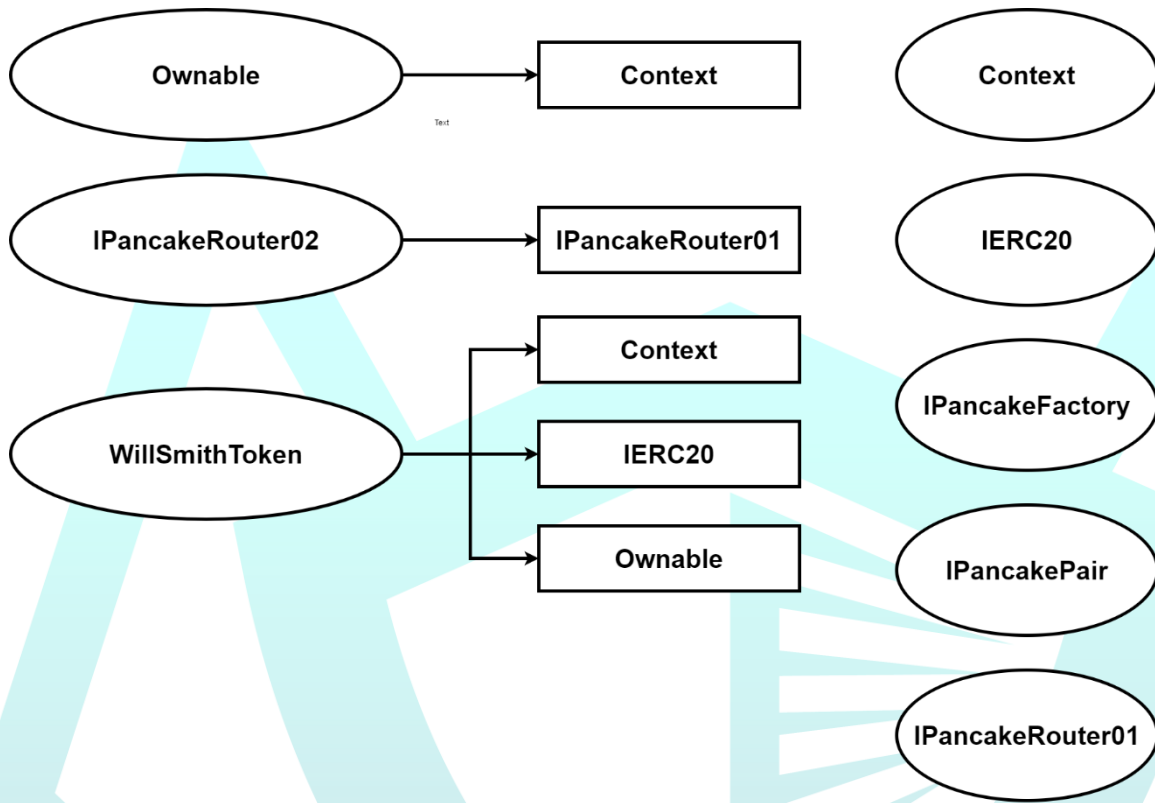 Ownable
Context
Context
Text
IPancakeRouter02
IPancakeRouter01
IERC20
Context
IPancakeFactory
WillSmithToken
IERC20
Ownable
IPancakePair
IPancakeRouter01